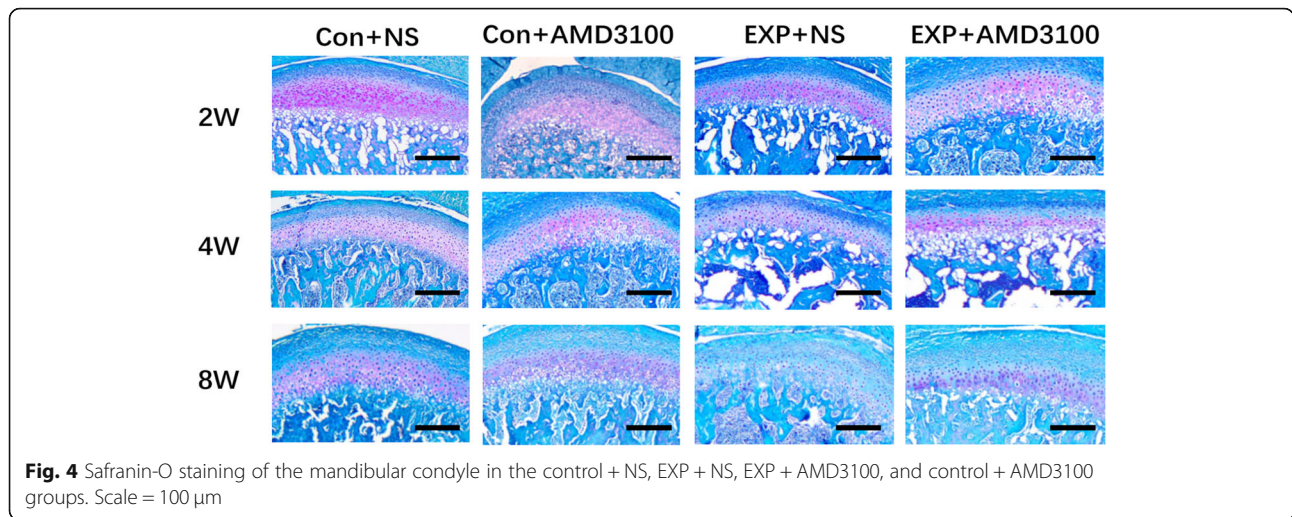 Con+NS Con+AMD3100 EXP+NS EXP+AMD3100
2W
4W
8W
Fig. 4 Safranin-O staining of the mandibular condyle in the control + NS, EXP + NS, EXP + AMD3100, and control + AMD3100
groups. Scale = 100 μm